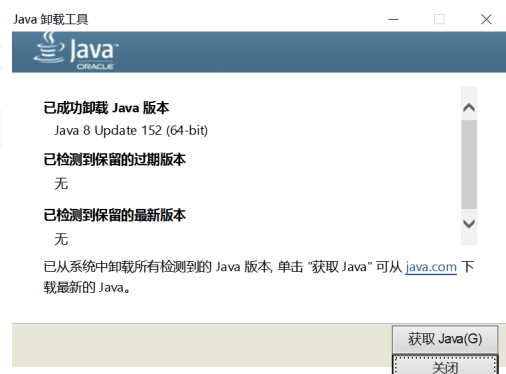 Java 卸载工具
Java
ORACLE
已成功卸载 Java 版本
Java 8 Update 152 (64-bit)
已检测到保留的过期版本
无
已检测到保留的最新版本
无
已从系统中卸载所有检测到的 Java 版本, 单击 "获取 Java" 可从 java.com 下
载最新的 Java。
获取 Java(G)
关闭